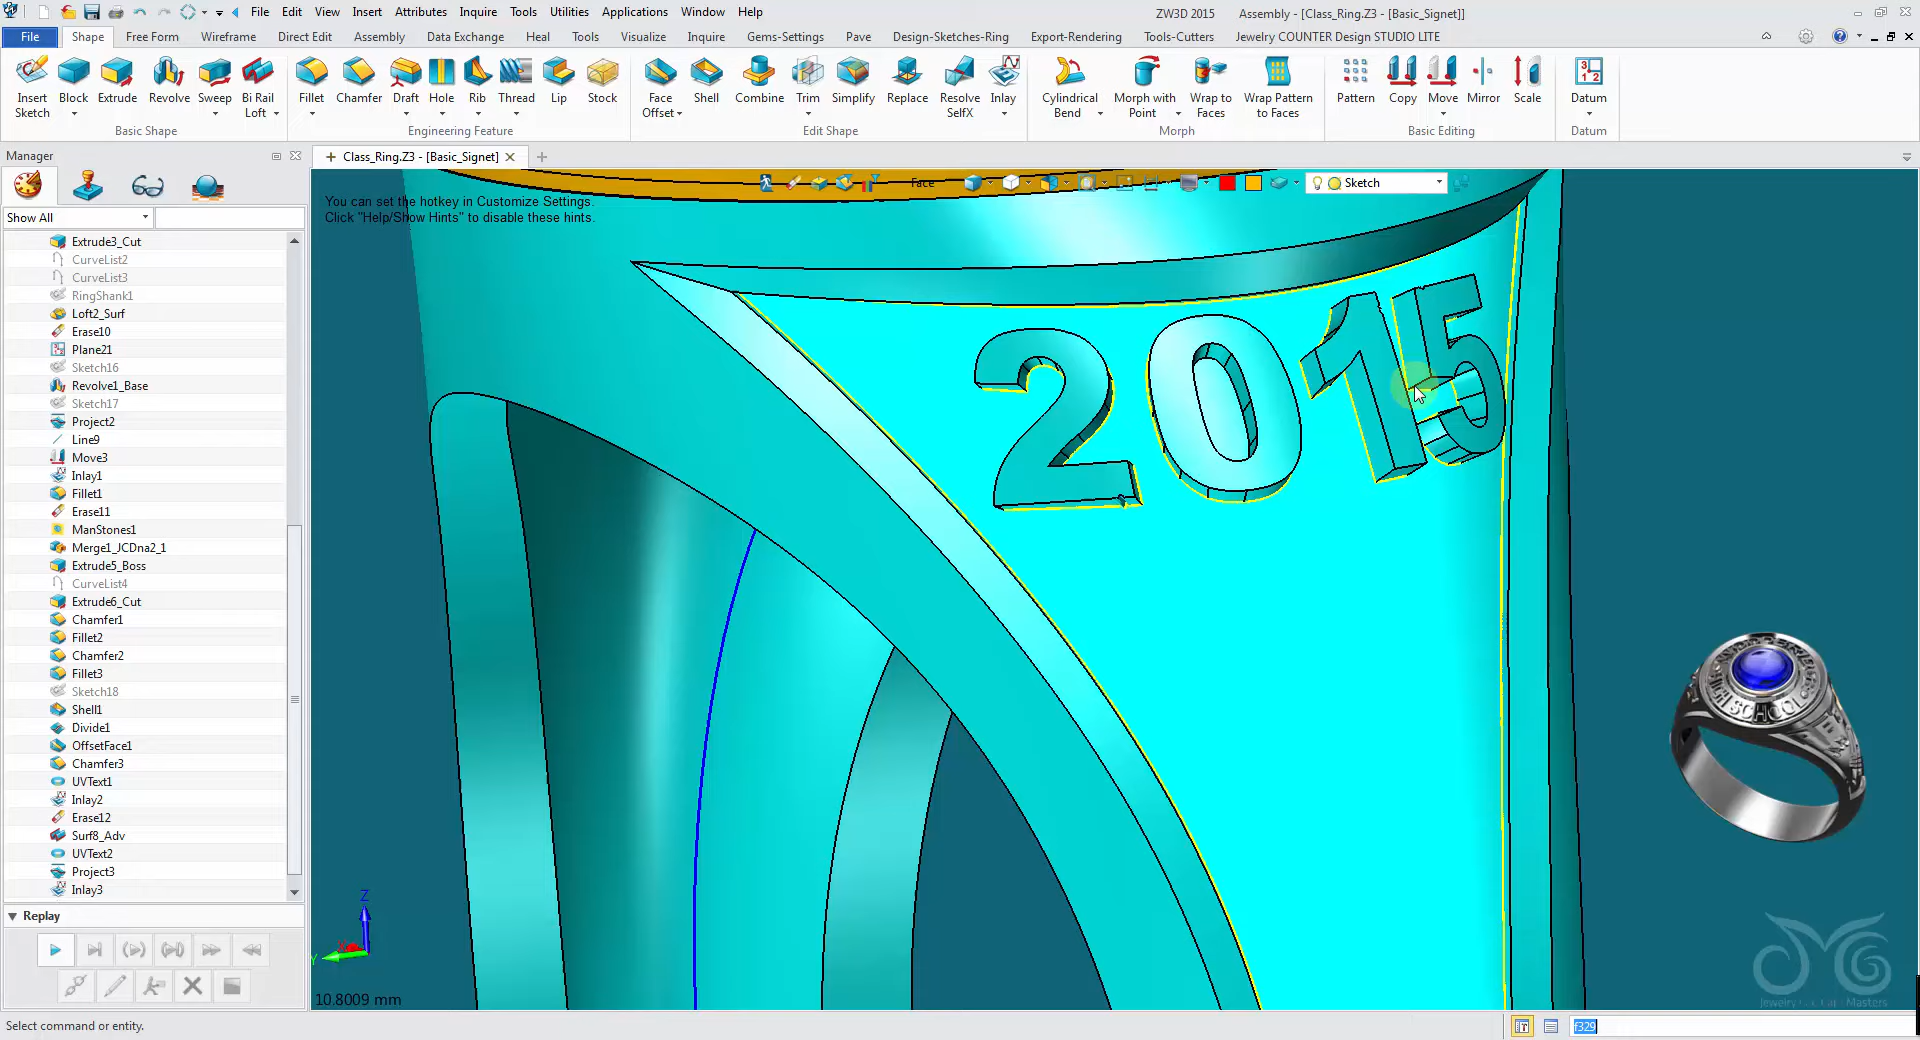 File Edit View Insert Attributes Inquire Tools Utilities Applications Window Help
ZW3D 2015 Assembly - [Class_Ring.Z3 - [Basic_Signet]]
File Shape Free Form Wireframe Direct Edit Assembly Data Exchange Heal Tools Visualize Inquire Gems-Settings Pave Design-Sketches-Ring Export-Rendering Tools-Cutters Jewelry COUNTER Design STUDIO LITE
Insert Sketch
Block
Extrude
Revolve
Sweep
Bi Rail Loft
Fillet
Chamfer
Draft
Hole
Rib
Thread
Lip
Stock
Face Offset
Shell
Combine
Trim
Simplify
Replace
Resolve SelfX
Inlay
Cylindrical Bend
Morph with Point
Wrap to Faces
Wrap Pattern to Faces
Pattern
Copy
Move
Mirror
Scale
Datum
Basic Shape
Engineering Feature
Edit Shape
Morph
Basic Editing
Datum
Manager
Class_Ring.Z3 - [Basic_Signet]
Face
Sketch
You can set the hotkey in Customize Settings.
Click "Help/Show Hints" to disable these hints.
Show All
Extrude3_Cut
CurveList2
CurveList3
RingShank1
Loft2_Surf
Erase10
Plane21
Sketch16
Revolve1_Base
Sketch17
Project2
Line9
Move3
Inlay1
Fillet1
Erase11
ManStones1
Merge1_JCDna2_1
Extrude5_Boss
CurveList4
Extrude6_Cut
Chamfer1
Fillet2
Chamfer2
Fillet3
Sketch18
Shell1
Divide1
OffsetFace1
Chamfer3
UVText1
Inlay2
Erase12
Surf8_Adv
UVText2
Project3
Inlay3
2015
Replay
Z
X
Y
10.8009 mm
SCHOOL
Select command or entity.
f329